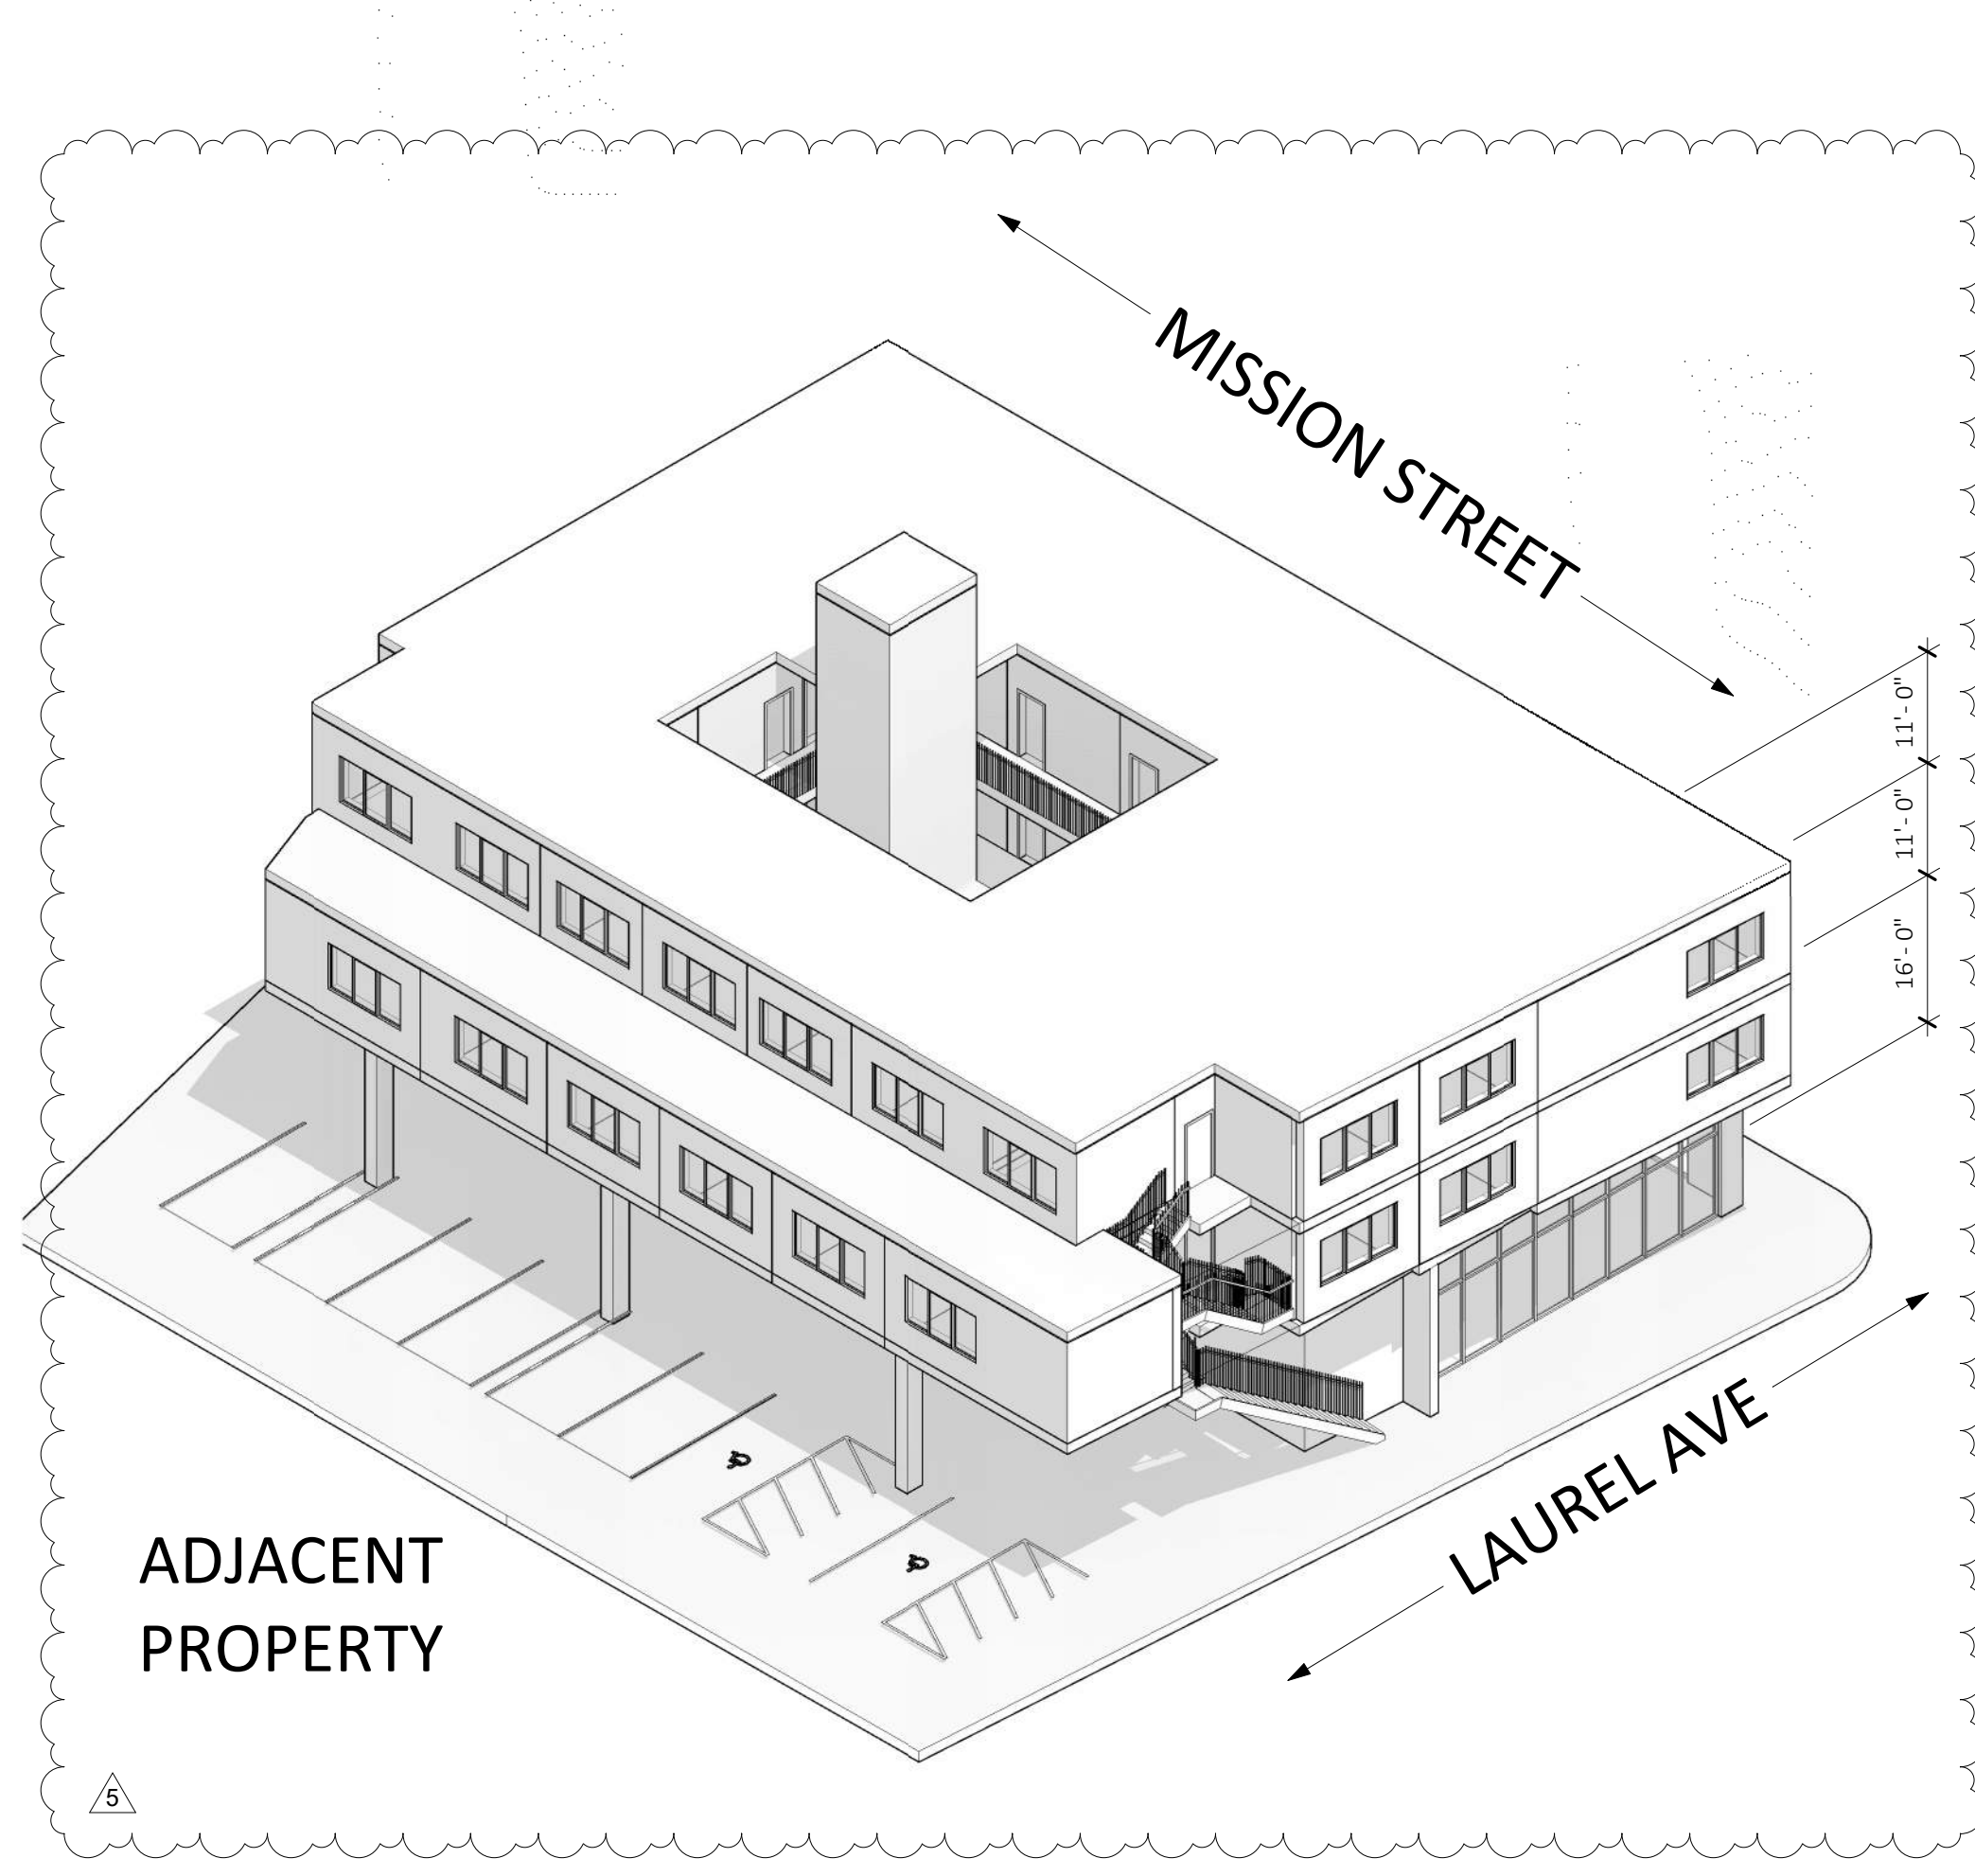 MISSION STREET
11'- 0"
11'- 0"
16'- 0"
LAUREL AVE
ADJACENT
PROPERTY
5